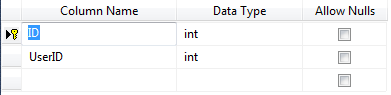 Column Name Data Type Allow Nulls
ID int
UserID int